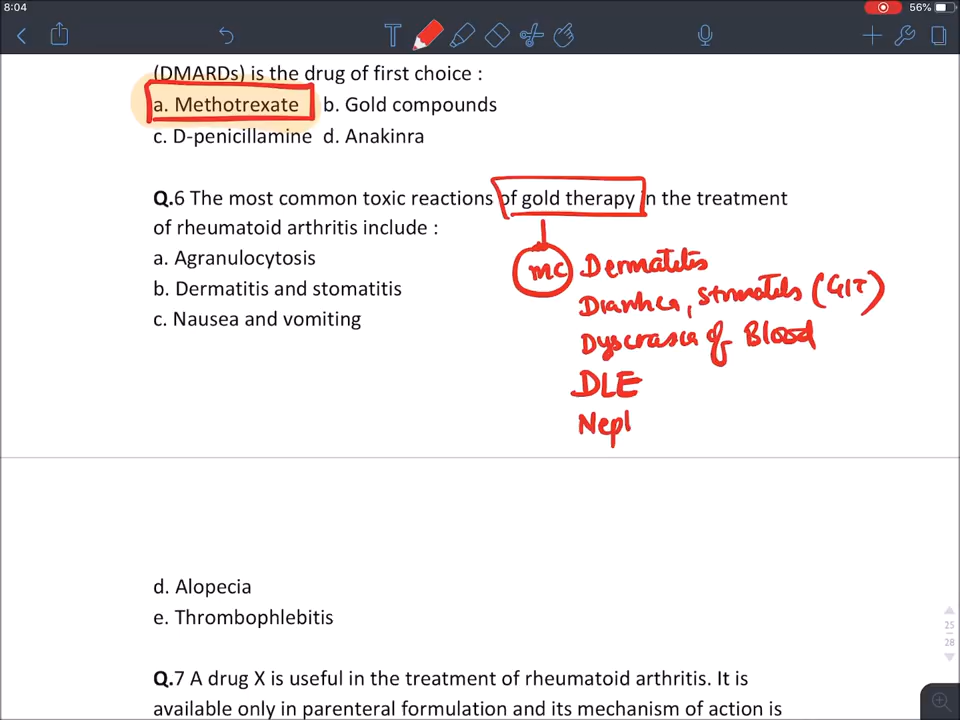 8:04
56%
T
(DMARDs) is the drug of first choice :
a. Methotrexate b. Gold compounds
c. D-penicillamine d. Anakinra
Q.6 The most common toxic reactions of gold therapy in the treatment
of rheumatoid arthritis include :
a. Agranulocytosis
b. Dermatitis and stomatitis
c. Nausea and vomiting
mc Dermatitis
Diarrhea, Stomatitis (GIT)
Dyscrasia of Blood
DLE
Nepl
d. Alopecia
e. Thrombophlebitis
25
28
Q.7 A drug X is useful in the treatment of rheumatoid arthritis. It is
available only in parenteral formulation and its mechanism of action is